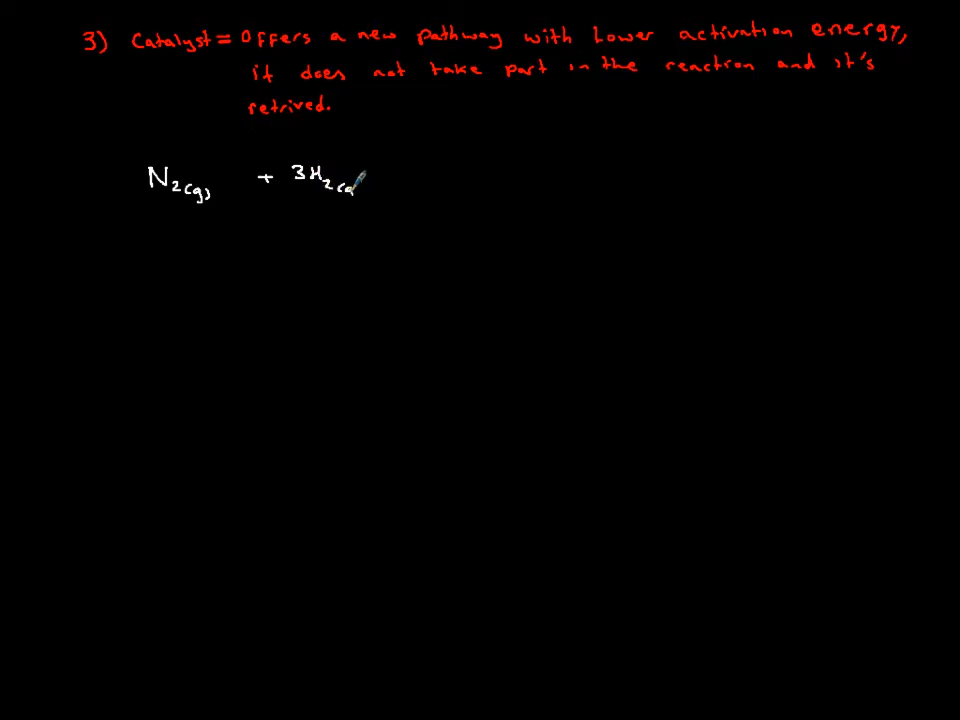 3) Catalyst = Offers a new pathway with Lower activation energy,
it does not take part in the reaction and it's
retrived.
N₂(g) + 3H₂(g